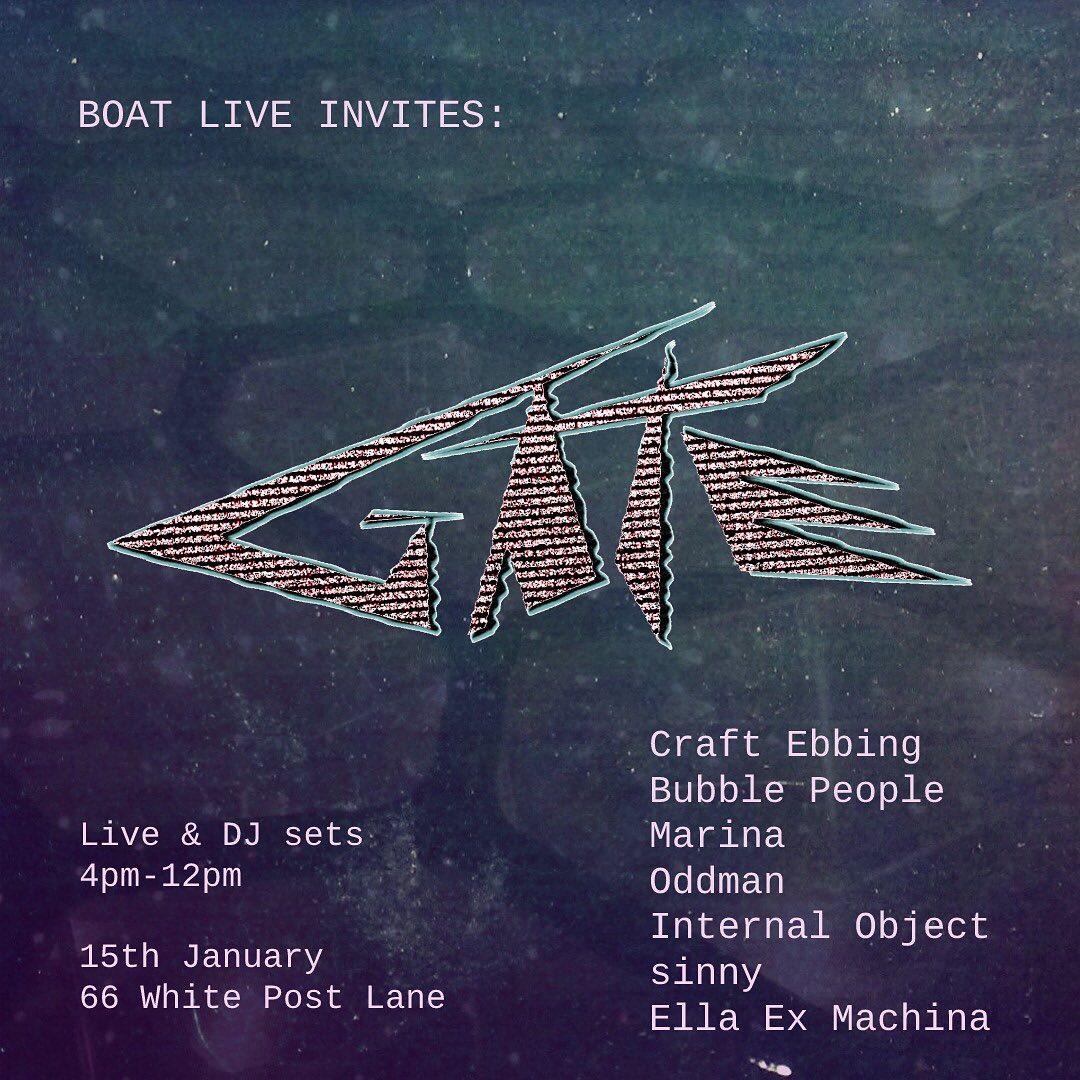 BOAT LIVE INVITES:
GATE
Live & DJ sets
4pm-12pm
15th January
66 White Post Lane
Craft Ebbing
Bubble People
Marina
Oddman
Internal Object
sinny
Ella Ex Machina